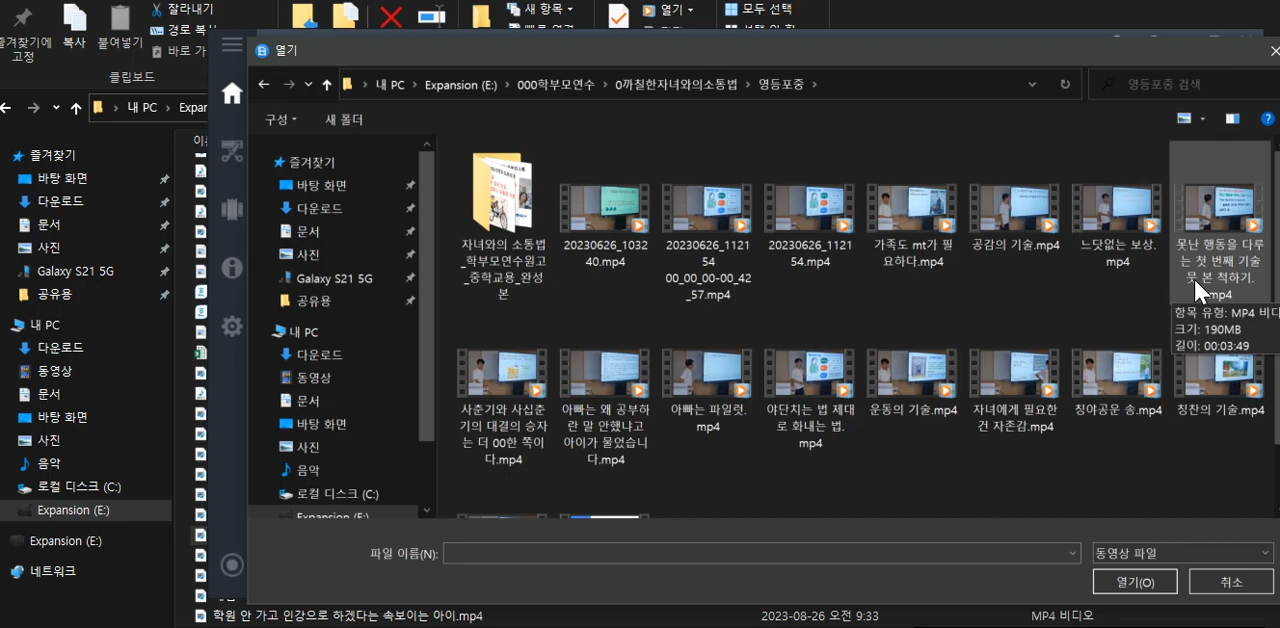 잘라내기
복사
붙여넣기
경로 복
바로 가
고정
클립보드
새 항목
열기
모두 선택
내 PC
Expar
즐겨찾기
바탕 화면
다운로드
문서
사진
Galaxy S21 5G
공유용
내 PC
다운로드
동영상
문서
바탕 화면
사진
음악
로컬 디스크 (C:)
Expansion (E:)
Expansion (E:)
네트워크
열기
내 PC
Expansion (E:)
000학부모연수
0까칠한자녀와의소통법
영등포중
영등포중 검색
구성
새 폴더
즐겨찾기
바탕 화면
다운로드
문서
사진
Galaxy S21 5G
공유용
내 PC
다운로드
동영상
문서
바탕 화면
사진
음악
로컬 디스크 (C:)
Expansion (E:)
자녀와의 소통법
_학부모연수원고
_중학교용_완성
본
20230626_1032
40.mp4
20230626_1121
54
00_00_00-00_42
_57.mp4
20230626_1121
54.mp4
가족도 mt가 필
요하다.mp4
공감의 기술.mp4
느닷없는 보상.
mp4
못난 행동을 다루
는 첫 번째 기술
못 본 척하기.
mp4
항목 유형: MP4 비디
크기: 190MB
길이: 00:03:49
사춘기와 사십춘
기의 대결의 승자
는 더 00한 쪽이
다.mp4
아빠는 왜 공부하
란 말 안했냐고
아이가 물었습니
다.mp4
아빠는 파일럿.
mp4
야단치는 법 제대
로 화내는 법.
mp4
운동의 기술.mp4
자녀에게 필요한
건 자존감.mp4
칭야공운 송.mp4
칭찬의 기술.mp4
파일 이름(N):
동영상 파일
열기(O)
취소
학원 안 가고 인강으로 하겠다는 속보이는 아이.mp4
2023-08-26 오전 9:33
MP4 비디오